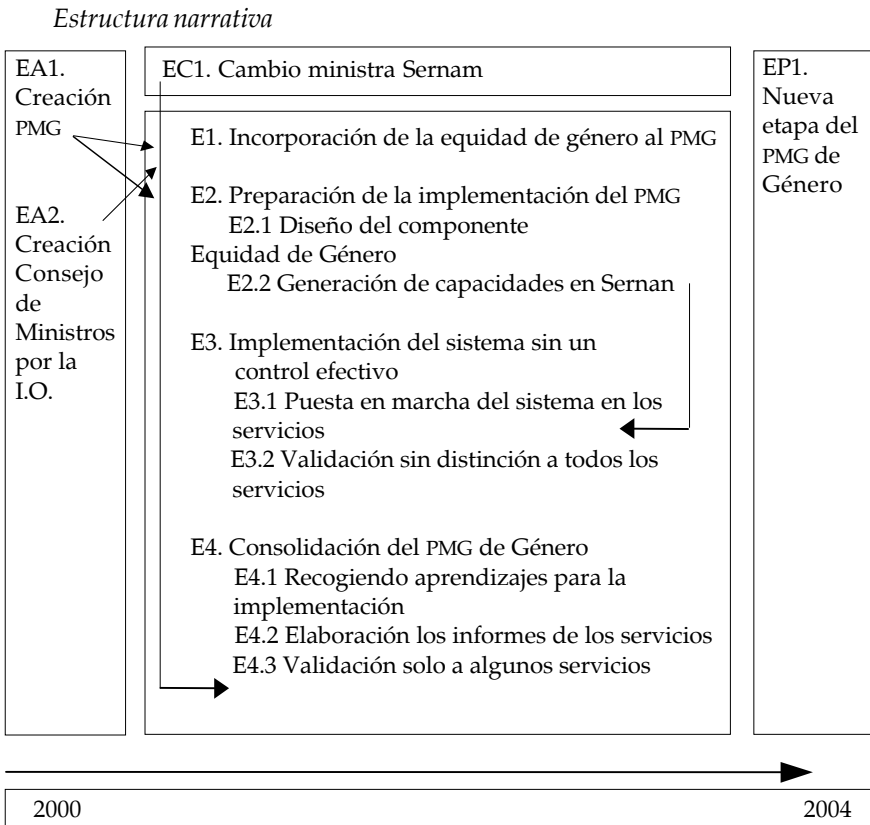 Estructura narrativa
EA1.
Creación
PMG
EA2.
Creación
Consejo
de
Ministros
por la
I.O.
EC1. Cambio ministra Sernam
E1. Incorporación de la equidad de género al PMG
E2. Preparación de la implementación del PMG
E2.1 Diseño del componente
Equidad de Género
E2.2 Generación de capacidades en Sernan
E3. Implementación del sistema sin un
control efectivo
E3.1 Puesta en marcha del sistema en los
servicios
E3.2 Validación sin distinción a todos los
servicios
E4. Consolidación del PMG de Género
E4.1 Recogiendo aprendizajes para la
implementación
E4.2 Elaboración los informes de los servicios
E4.3 Validación solo a algunos servicios
EP1.
Nueva
etapa del
PMG de
Género
2000
2004